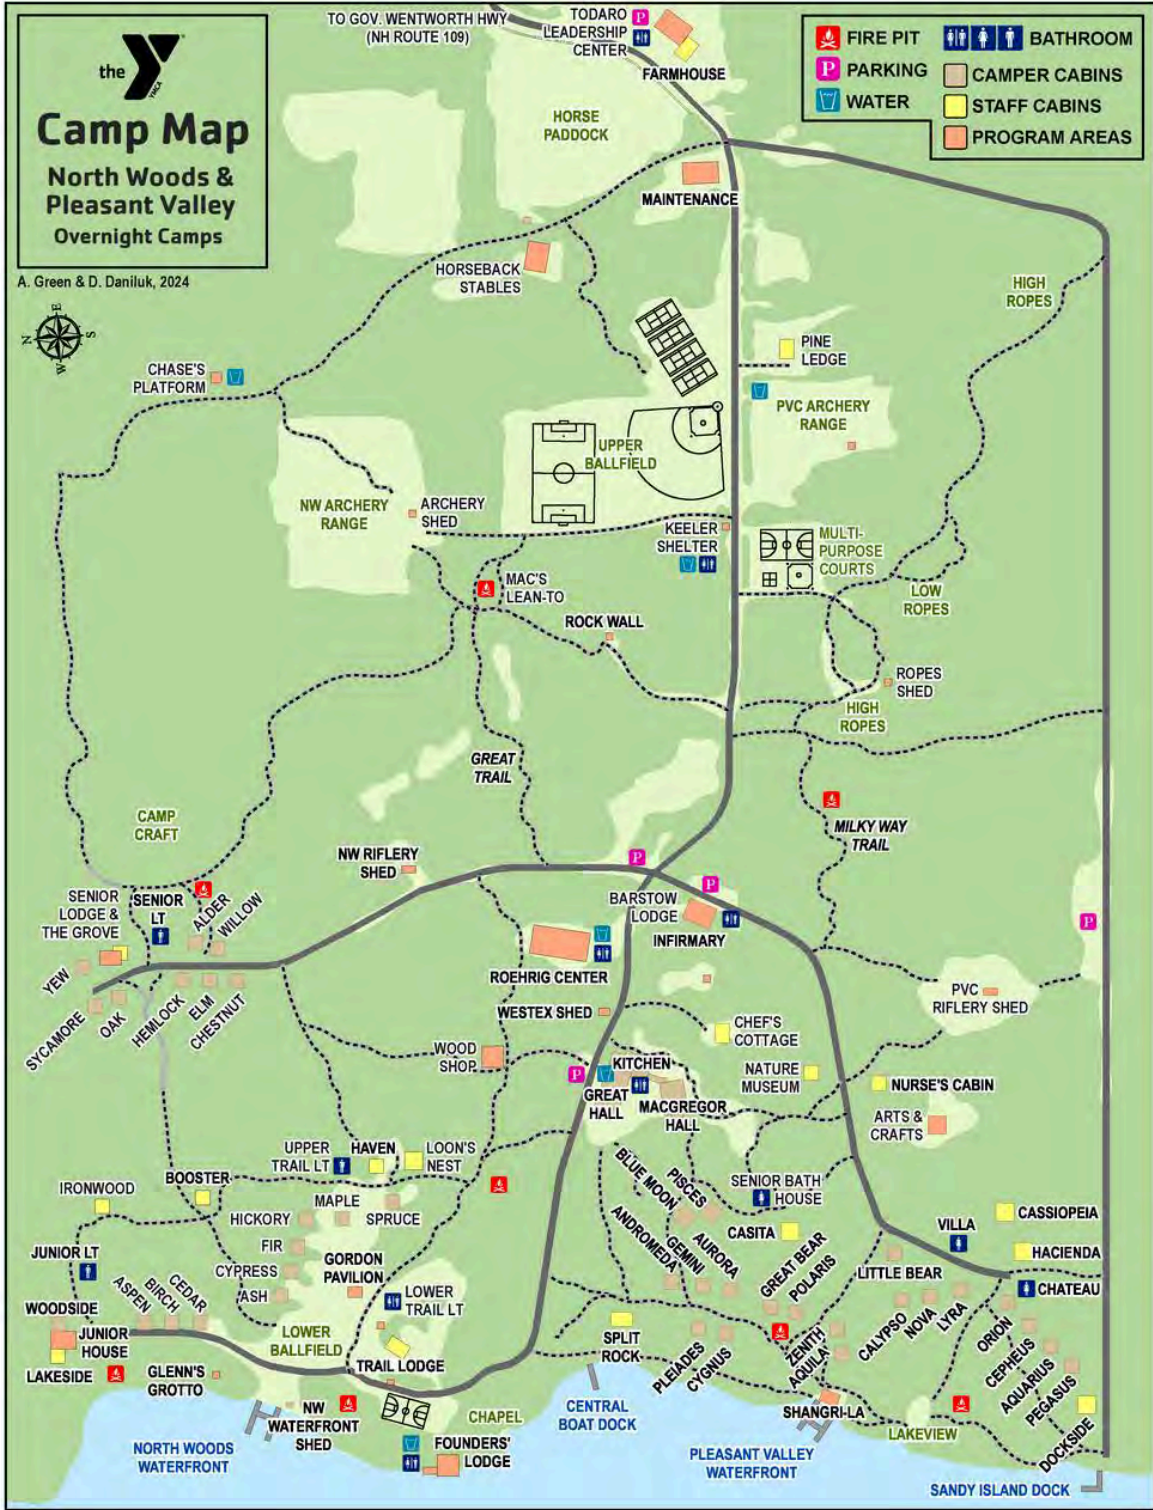 the
YMCA
Camp Map
North Woods &
Pleasant Valley
Overnight Camps
A. Green & D. Daniluk, 2024
N
E
S
W
TO GOV. WENTWORTH HWY
(NH ROUTE 109)
TODARO
LEADERSHIP
CENTER
P
FARMHOUSE
FIRE PIT
BATHROOM
P PARKING
CAMPER CABINS
WATER
STAFF CABINS
PROGRAM AREAS
HORSE
PADDOCK
MAINTENANCE
HORSEBACK
STABLES
HIGH
ROPES
CHASE'S
PLATFORM
PINE
LEDGE
PVC ARCHERY
RANGE
UPPER
BALLFIELD
NW ARCHERY
RANGE
ARCHERY
SHED
KEELER
SHELTER
MULTI-
PURPOSE
COURTS
MAC'S
LEAN-TO
LOW
ROPES
ROCK WALL
ROPES
SHED
HIGH
ROPES
GREAT
TRAIL
CAMP
CRAFT
MILKY WAY
TRAIL
NW RIFLERY
SHED
P
P
P
SENIOR
LODGE &
THE GROVE
SENIOR
LT
ALDER
WILLOW
BARSTOW
LODGE
INFIRMARY
ROEHRIG CENTER
YEW
SYCAMORE
OAK
HEMLOCK
ELM
CHESTNUT
PVC
RIFLERY SHED
WESTEX SHED
CHEF'S
COTTAGE
WOOD
SHOP
P
KITCHEN
GREAT
HALL
MACGREGOR
HALL
NATURE
MUSEUM
NURSE'S CABIN
ARTS &
CRAFTS
UPPER
TRAIL LT
HAVEN
LOON'S
NEST
BOOSTER
IRONWOOD
MAPLE
HICKORY
SPRUCE
BLUE MOON
PISCES
SENIOR BATH
HOUSE
ANDROMEDA
GEMINI
AURORA
CASITA
GREAT BEAR
POLARIS
VILLA
CASSIOPEIA
HACIENDA
LITTLE BEAR
CHATEAU
FIR
JUNIOR LT
CYPRESS
GORDON
PAVILION
ASH
LOWER
TRAIL LT
WOODSIDE
ASPEN
BIRCH
CEDAR
JUNIOR
HOUSE
LOWER
BALLFIELD
LAKESIDE
GLENN'S
GROTTO
TRAIL LODGE
SPLIT
ROCK
PLEIADES
CYGNUS
ZENITH
AQUILA
CALYPSO
NOVA
LYRA
ORION
CEPHEUS
AQUARIUS
PEGASUS
DOCKSIDE
NW
WATERFRONT
SHED
CHAPEL
CENTRAL
BOAT DOCK
SHANGRI-LA
LAKEVIEW
NORTH WOODS
WATERFRONT
FOUNDERS'
LODGE
PLEASANT VALLEY
WATERFRONT
SANDY ISLAND DOCK